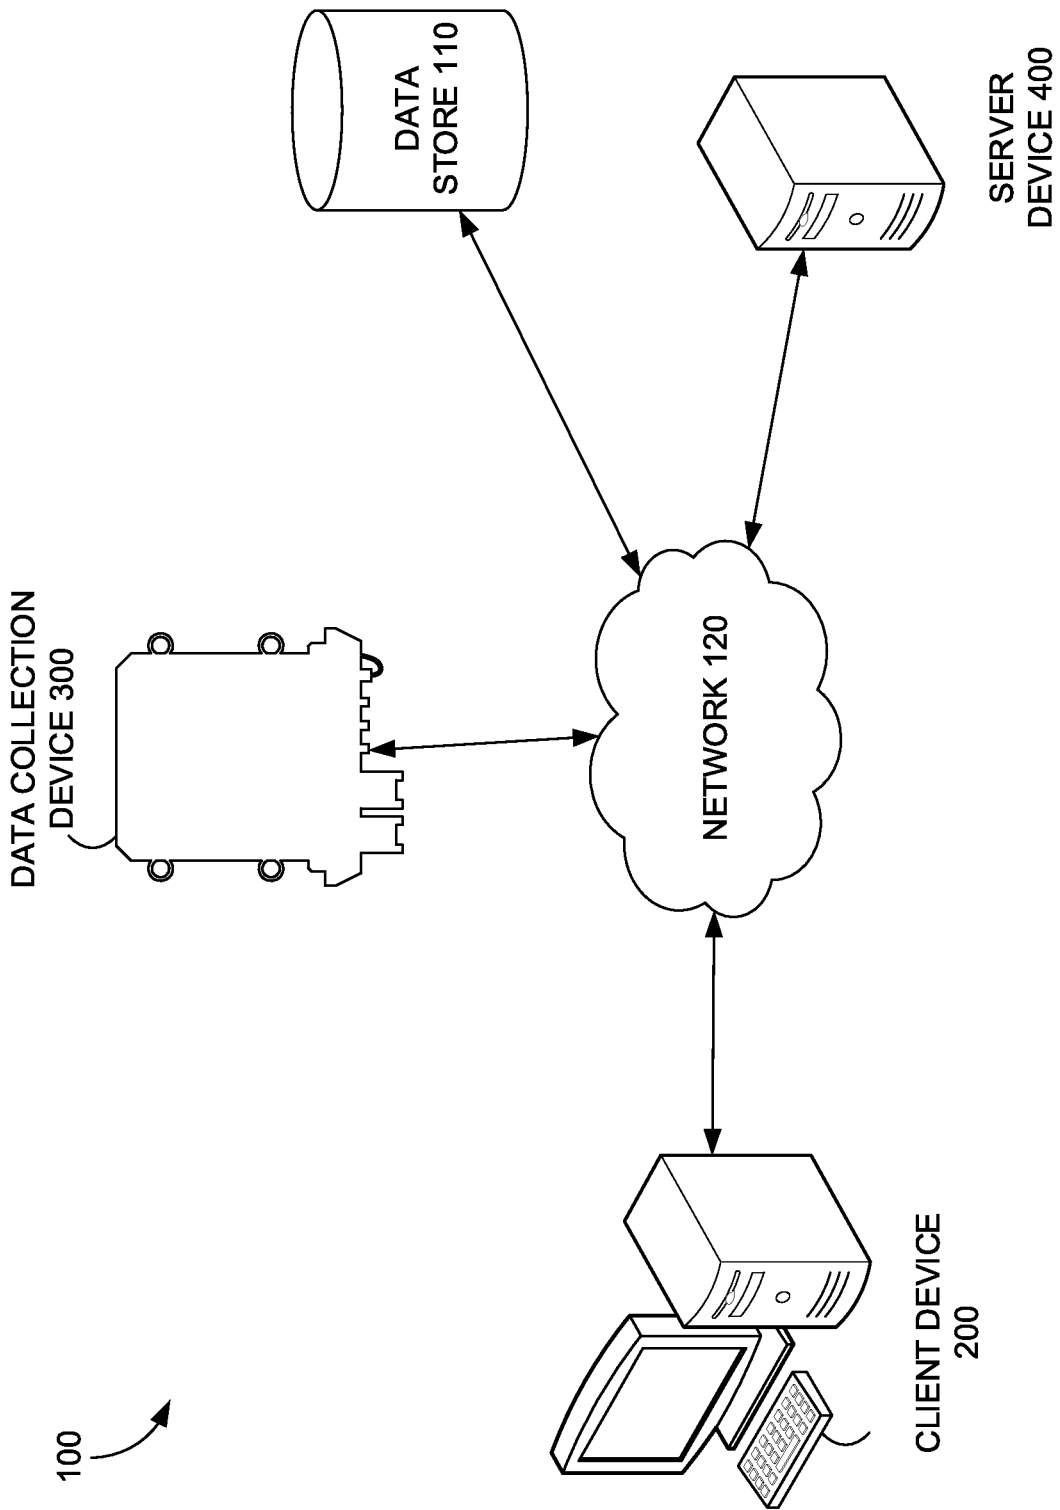 100
DATA COLLECTION
DEVICE 300
DATA
STORE 110
NETWORK 120
CLIENT DEVICE
200
SERVER
DEVICE 400